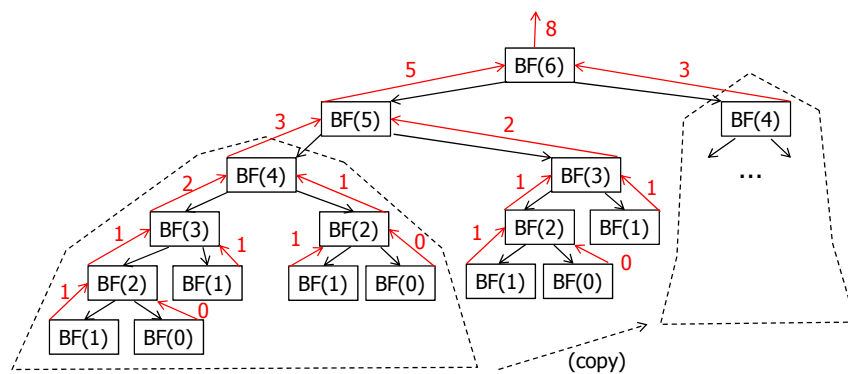 8
BF(6)
5 3
BF(5) BF(4)
3 2
BF(4) BF(3) ...
2 1 1 1
BF(3) BF(2) BF(2) BF(1)
1 1 1 0 1 0
BF(2) BF(1) BF(1) BF(0) BF(1) BF(0)
1 0
BF(1) BF(0)
(copy)